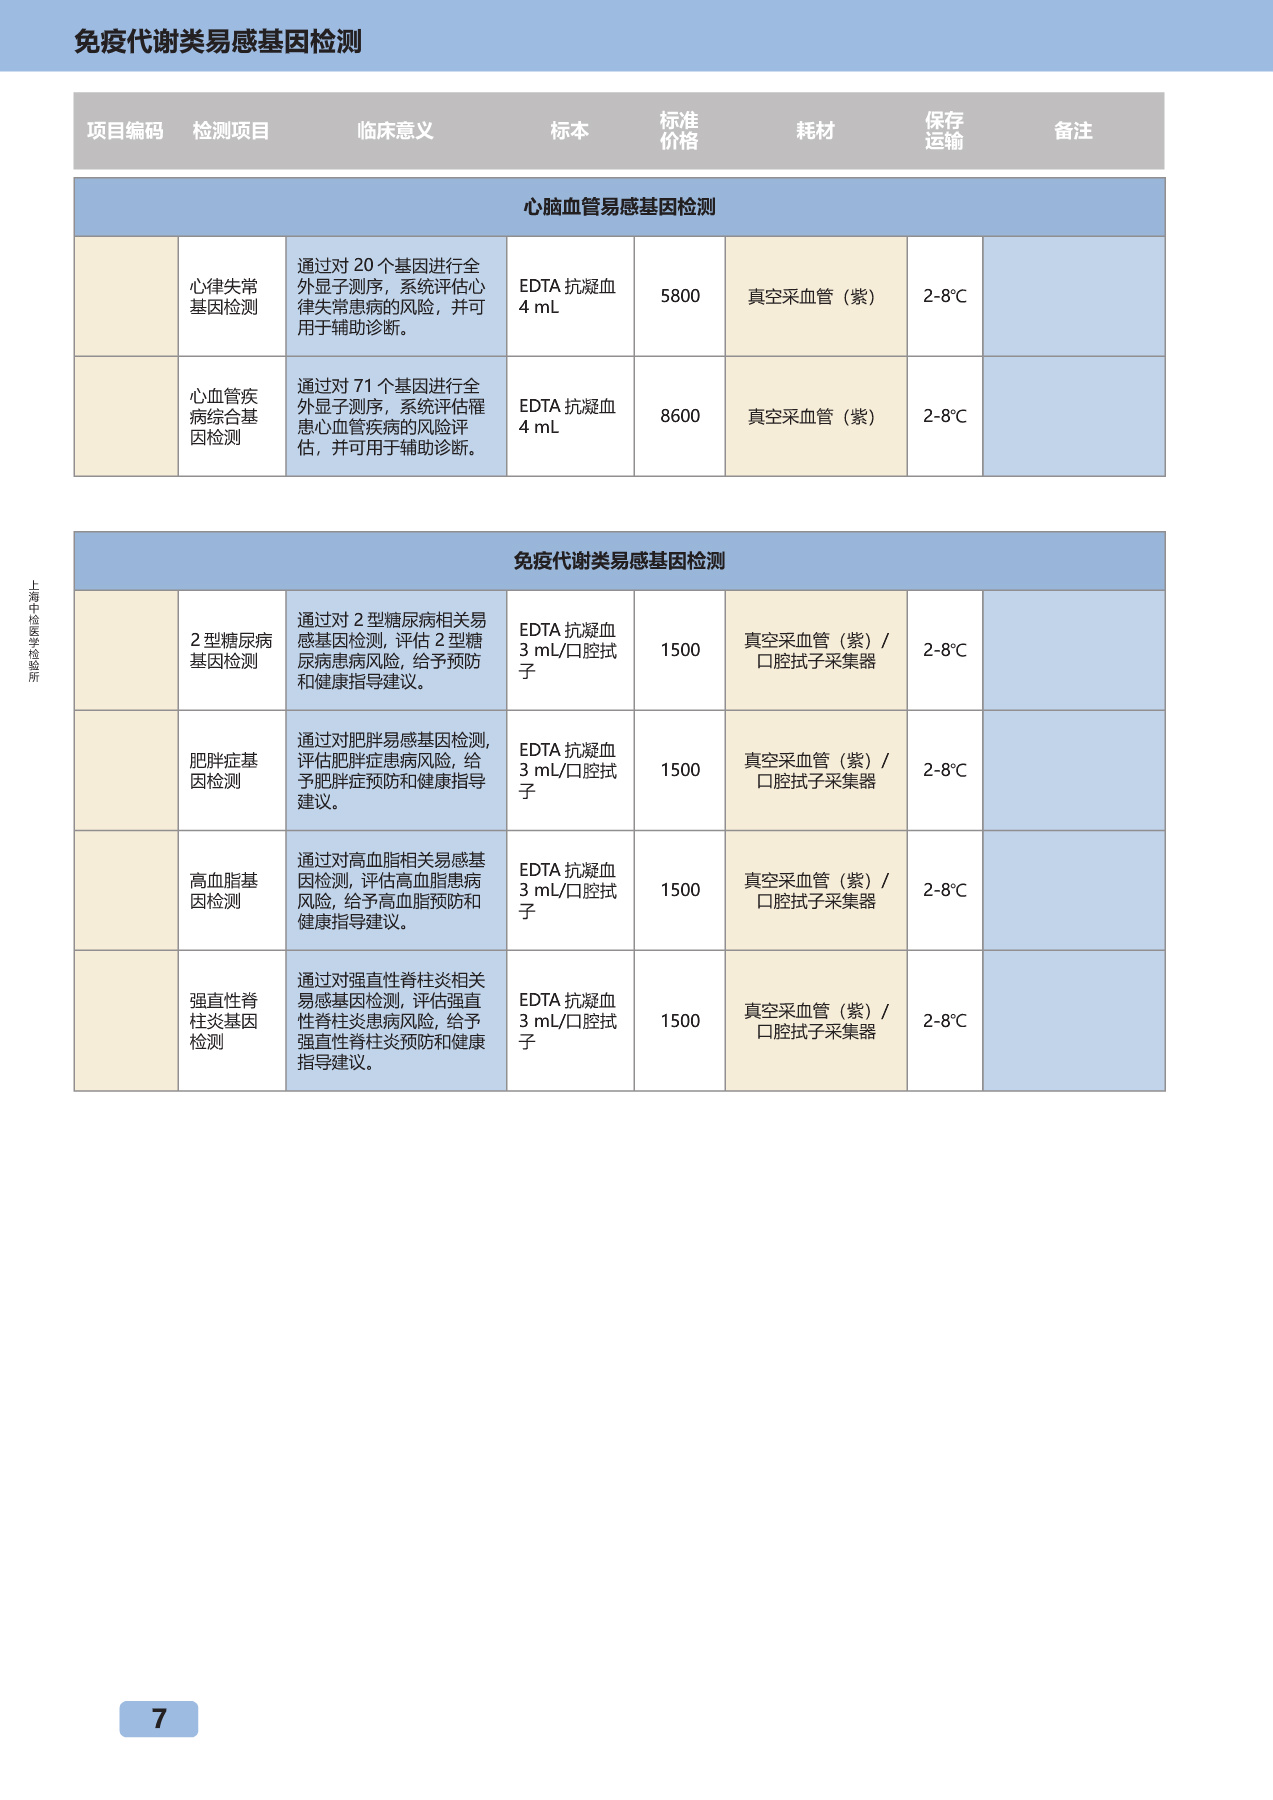 免疫代谢类易感基因检测
项目编码 检测项目 临床意义 标本 标准价格 耗材 保存运输 备注
心脑血管易感基因检测
心律失常
基因检测
通过对 20 个基因进行全
外显子测序，系统评估心
律失常患病的风险，并可
用于辅助诊断。
EDTA 抗凝血
4 mL
5800
真空采血管（紫）
2-8℃
心血管疾
病综合基
因检测
通过对 71 个基因进行全
外显子测序，系统评估罹
患心血管疾病的风险评
估，并可用于辅助诊断。
EDTA 抗凝血
4 mL
8600
真空采血管（紫）
2-8℃
免疫代谢类易感基因检测
2 型糖尿病
基因检测
通过对 2 型糖尿病相关易
感基因检测, 评估 2 型糖
尿病患病风险, 给予预防
和健康指导建议。
EDTA 抗凝血
3 mL/口腔拭
子
1500
真空采血管（紫）/
口腔拭子采集器
2-8℃
肥胖症基
因检测
通过对肥胖易感基因检测,
评估肥胖症患病风险, 给
予肥胖症预防和健康指导
建议。
EDTA 抗凝血
3 mL/口腔拭
子
1500
真空采血管（紫）/
口腔拭子采集器
2-8℃
高血脂基
因检测
通过对高血脂相关易感基
因检测, 评估高血脂患病
风险, 给予高血脂预防和
健康指导建议。
EDTA 抗凝血
3 mL/口腔拭
子
1500
真空采血管（紫）/
口腔拭子采集器
2-8℃
强直性脊
柱炎基因
检测
通过对强直性脊柱炎相关
易感基因检测, 评估强直
性脊柱炎患病风险, 给予
强直性脊柱炎预防和健康
指导建议。
EDTA 抗凝血
3 mL/口腔拭
子
1500
真空采血管（紫）/
口腔拭子采集器
2-8℃
上海中检医学检验所
7